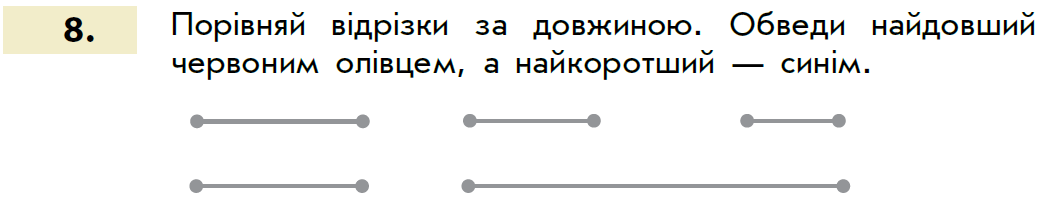 8.
Порівняй відрізки за довжиною. Обведи найдовший
червоним олівцем, а найкоротший — синім.